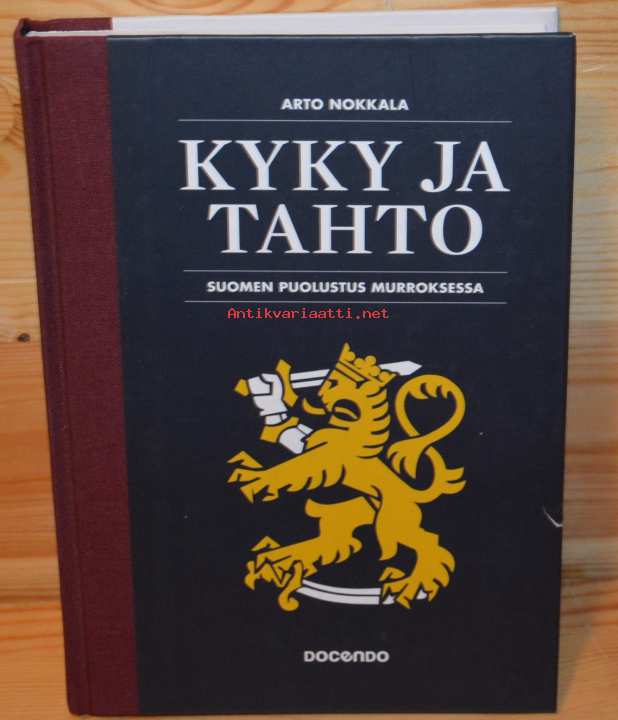 ARTO NOKKALA
KYKY JA
TAHTO
SUOMEN PUOLUSTUS MURROKSESSA
Antikvariaatti.net
DOCENDO